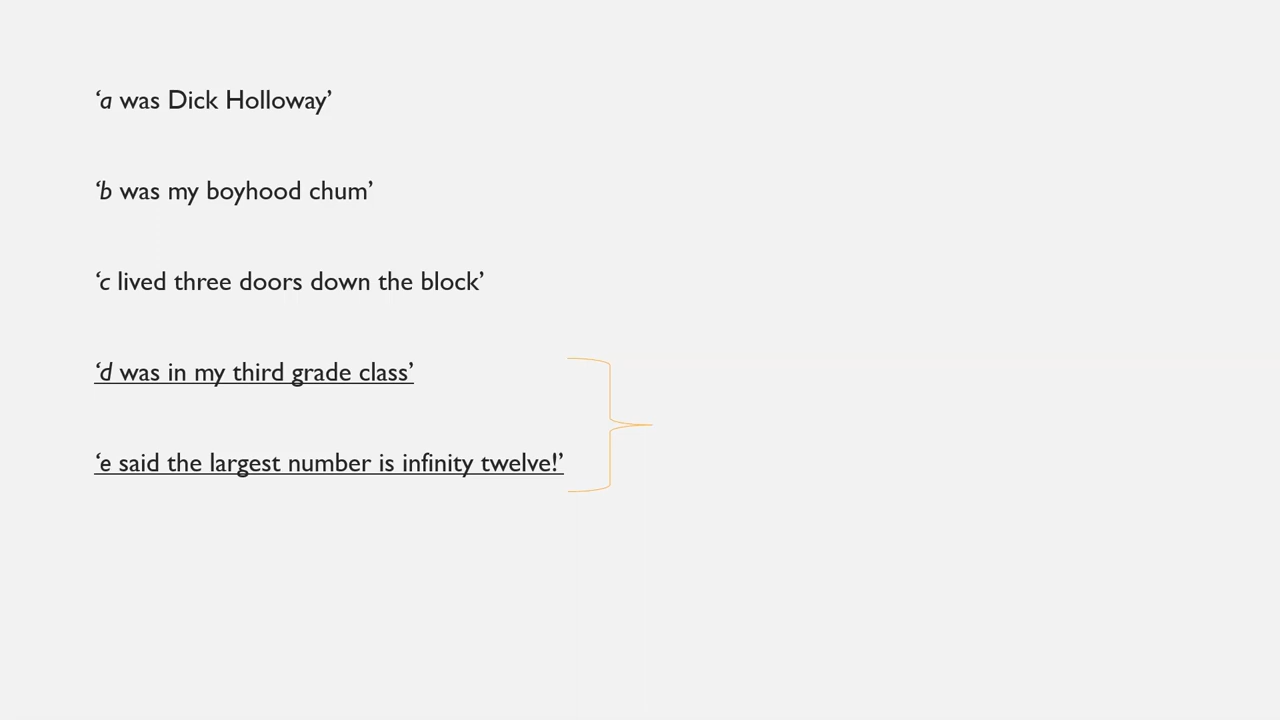 ‘a was Dick Holloway’
‘b was my boyhood chum’
‘c lived three doors down the block’
‘d was in my third grade class’
‘e said the largest number is infinity twelve!’